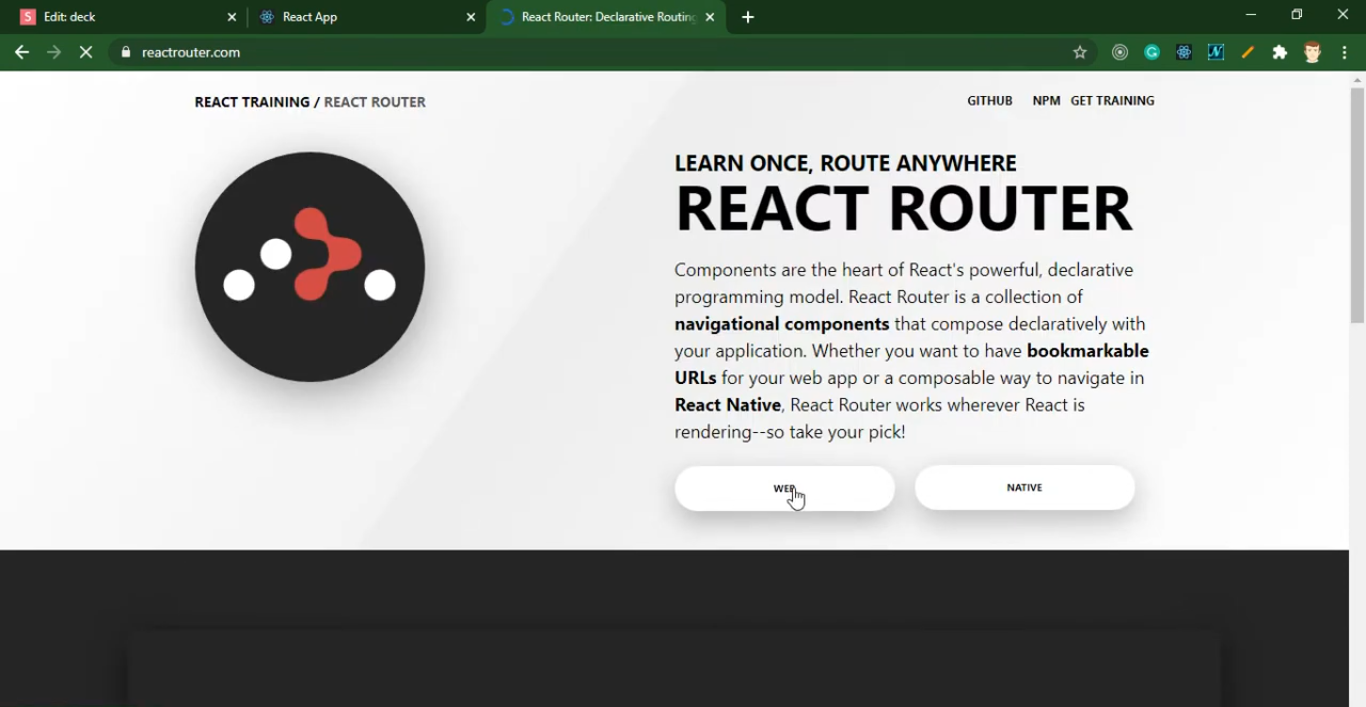 Edit: deck
React App
React Router: Declarative Routing
reactrouter.com
REACT TRAINING / REACT ROUTER
GITHUB NPM GET TRAINING
LEARN ONCE, ROUTE ANYWHERE
REACT ROUTER
Components are the heart of React's powerful, declarative
programming model. React Router is a collection of
navigational components that compose declaratively with
your application. Whether you want to have bookmarkable
URLs for your web app or a composable way to navigate in
React Native, React Router works wherever React is
rendering--so take your pick!
WEB
NATIVE